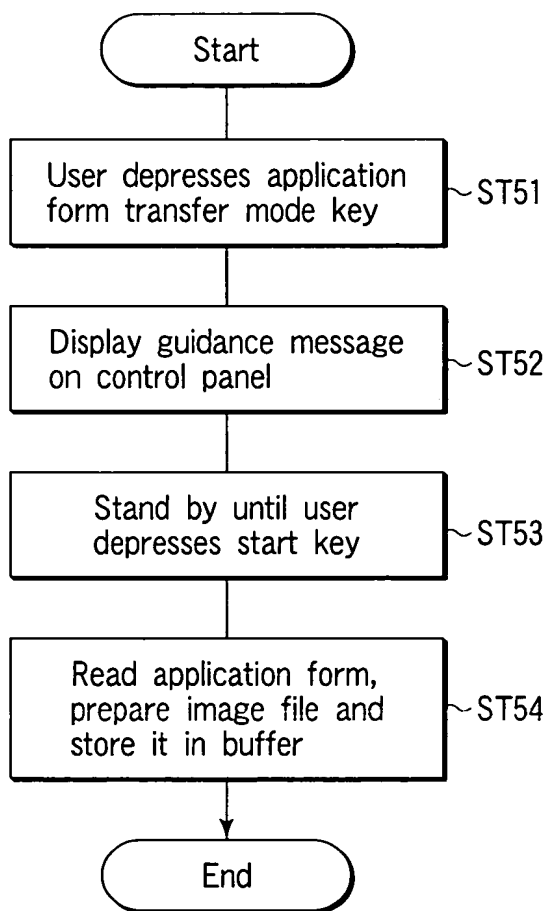 Start
User depresses application
form transfer mode key
ST51
Display guidance message
on control panel
ST52
Stand by until user
depresses start key
ST53
Read application form,
prepare image file and
store it in buffer
ST54
End